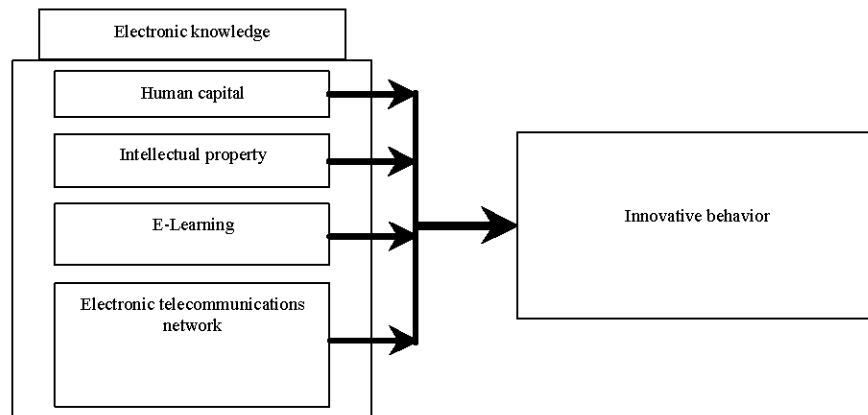 Electronic knowledge
Human capital
Intellectual property
E-Learning
Electronic telecommunications
network
Innovative behavior